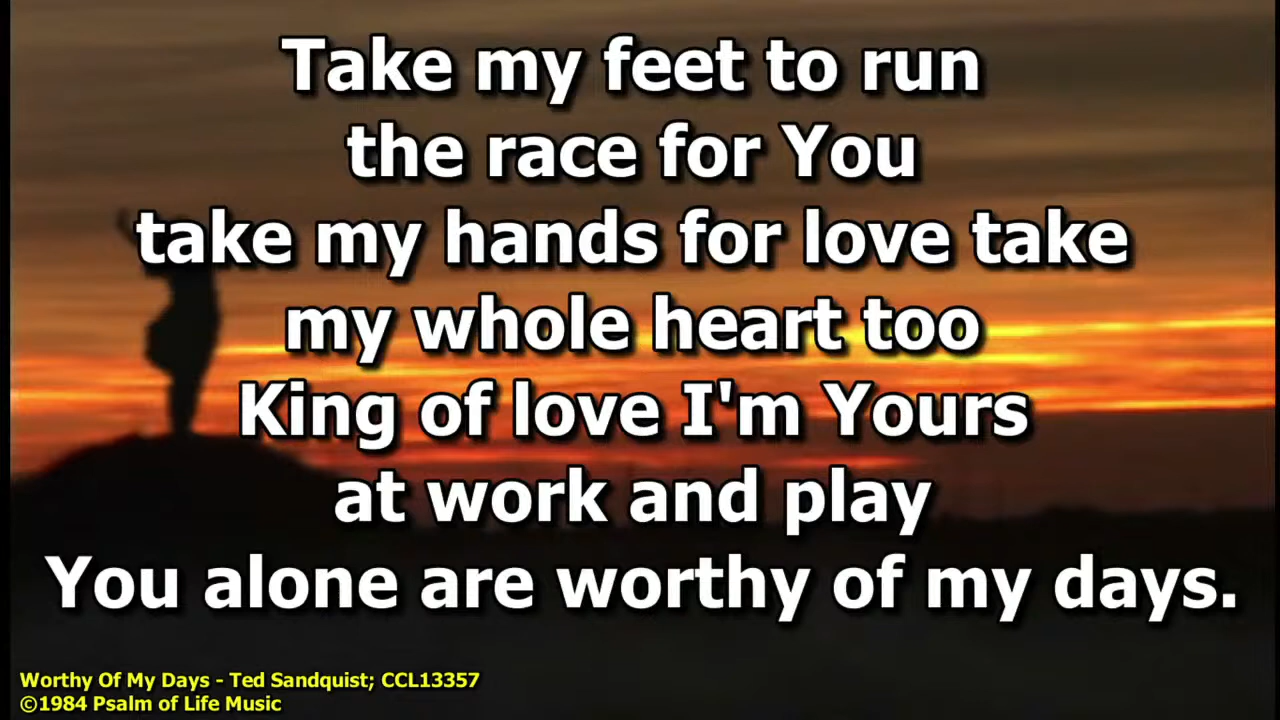 Take my feet to run
the race for You
take my hands for love take
my whole heart too
King of love I'm Yours
at work and play
You alone are worthy of my days.
Worthy Of My Days - Ted Sandquist; CCL13357
©1984 Psalm of Life Music